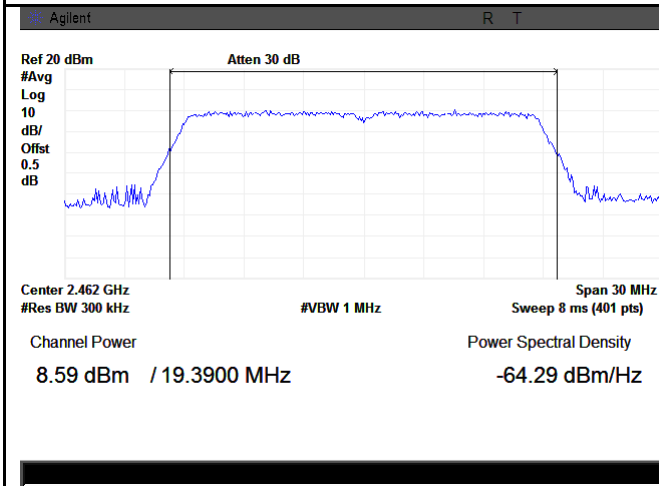 Agilent R T
Ref 20 dBm Atten 30 dB
#Avg
Log
10
dB/
Offst
0.5
dB
Center 2.462 GHz Span 30 MHz
#Res BW 300 kHz #VBW 1 MHz Sweep 8 ms (401 pts)
Channel Power Power Spectral Density
8.59 dBm / 19.3900 MHz -64.29 dBm/Hz